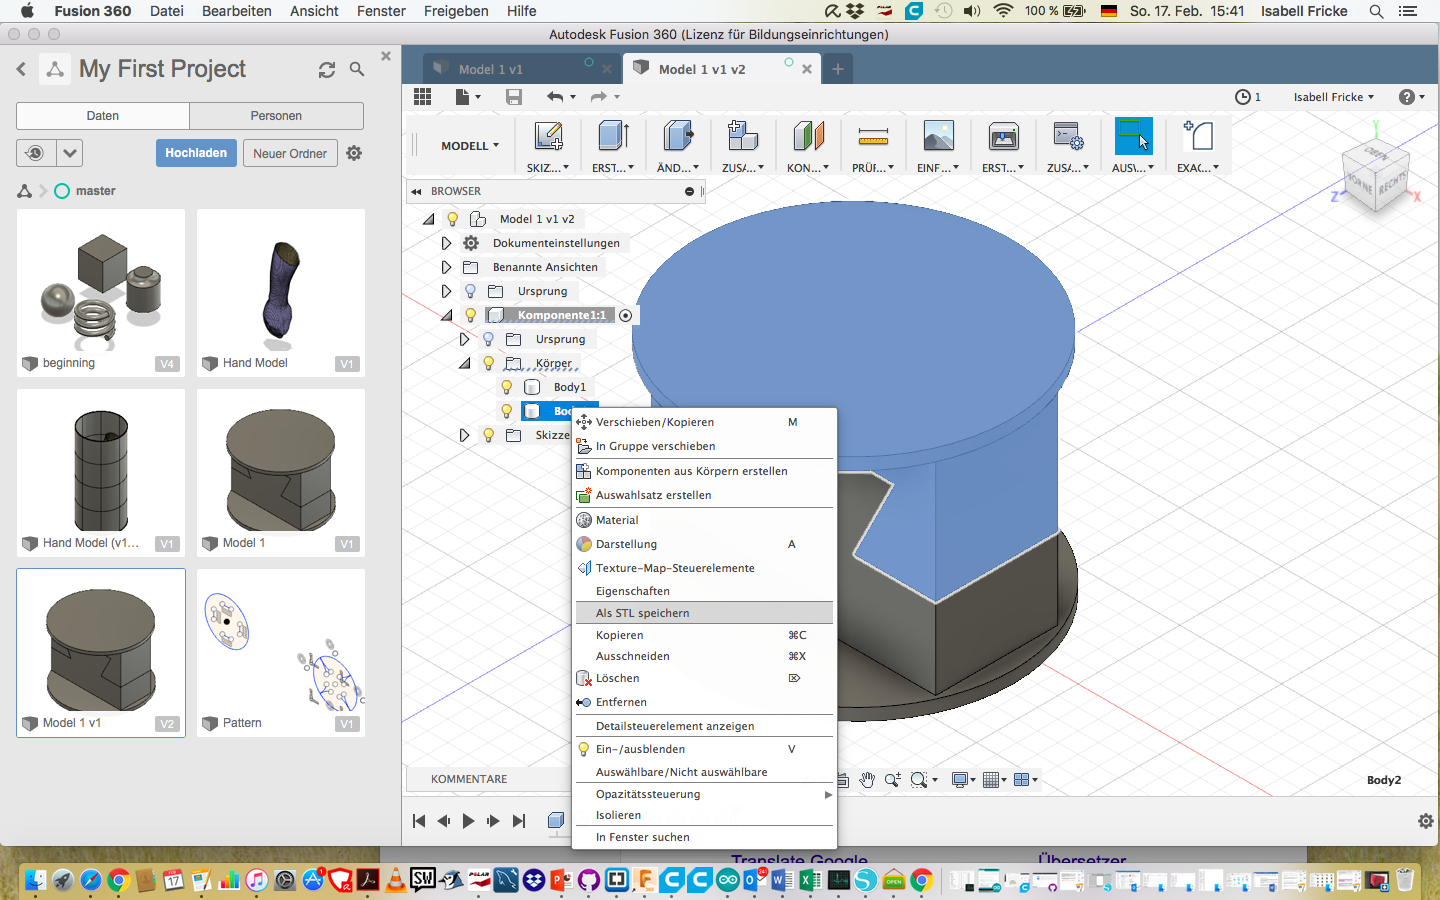 Fusion 360 Datei Bearbeiten Ansicht Fenster Freigeben Hilfe 100 % So. 17. Feb. 15:41 Isabell Fricke
Autodesk Fusion 360 (Lizenz für Bildungseinrichtungen)
My First Project
Model 1 v1
Model 1 v1 v2
Daten Personen
1 Isabell Fricke
Hochladen Neuer Ordner
MODELL
SKIZ... ERST... ÄND... ZUSA... KON... PRÜF... EINF... ERST... ZUSA... AUS\... EXAC...
OBEN
VORNE
RECHTS
Y
Z
X
master
beginning V4
Hand Model V1
Hand Model (v1... V1
Model 1 V1
Model 1 v1 V2
Pattern V1
BROWSER
Model 1 v1 v2
Dokumenteinstellungen
Benannte Ansichten
Ursprung
Komponente1:1
Ursprung
Körper
Body1
Skizze
Verschieben/Kopieren M
In Gruppe verschieben
Komponenten aus Körpern erstellen
Auswahlsatz erstellen
Material
Darstellung A
Texture-Map-Steuerelemente
Eigenschaften
Als STL speichern
Kopieren ⌘C
Ausschneiden ⌘X
Löschen ⌦
Entfernen
Detailsteuerelement anzeigen
Ein-/ausblenden V
Auswählbare/Nicht auswählbare
Opazitätssteuerung
Isolieren
In Fenster suchen
KOMMENTARE
Body2
Translate Google Übersetzer